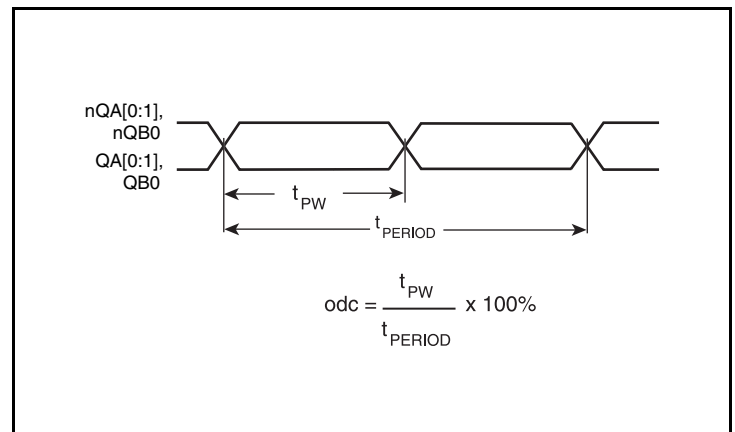 nQA[0:1],
nQB0
QA[0:1],
QB0
tPW
tPERIOD
odc = tPW / tPERIOD x 100%